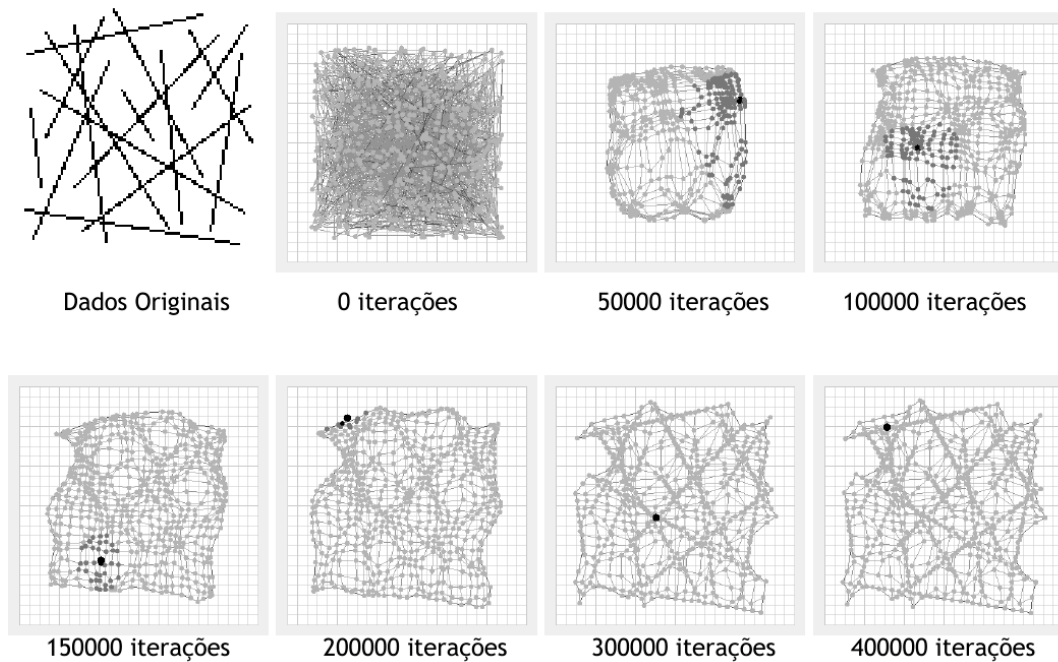 Dados Originais
0 iterações
50000 iterações
100000 iterações
150000 iterações
200000 iterações
300000 iterações
400000 iterações